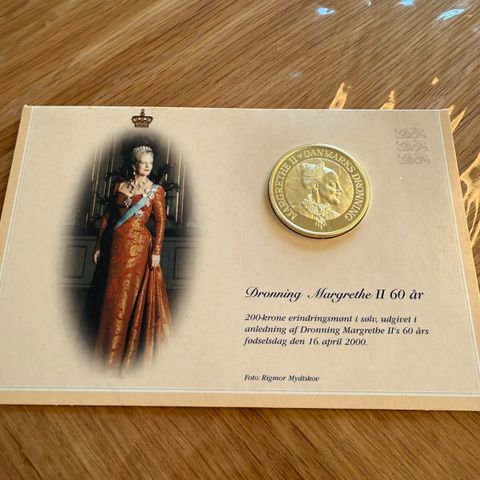 MARGRETHE II DANMARKS DRONNING
Dronning Margrethe II 60 år
200-krone erindringsmønt i sølv, udgivet i
anledning af Dronning Margrethe II's 60 års
fødselsdag den 16. april 2000.
Foto: Rigmor Mydtskov